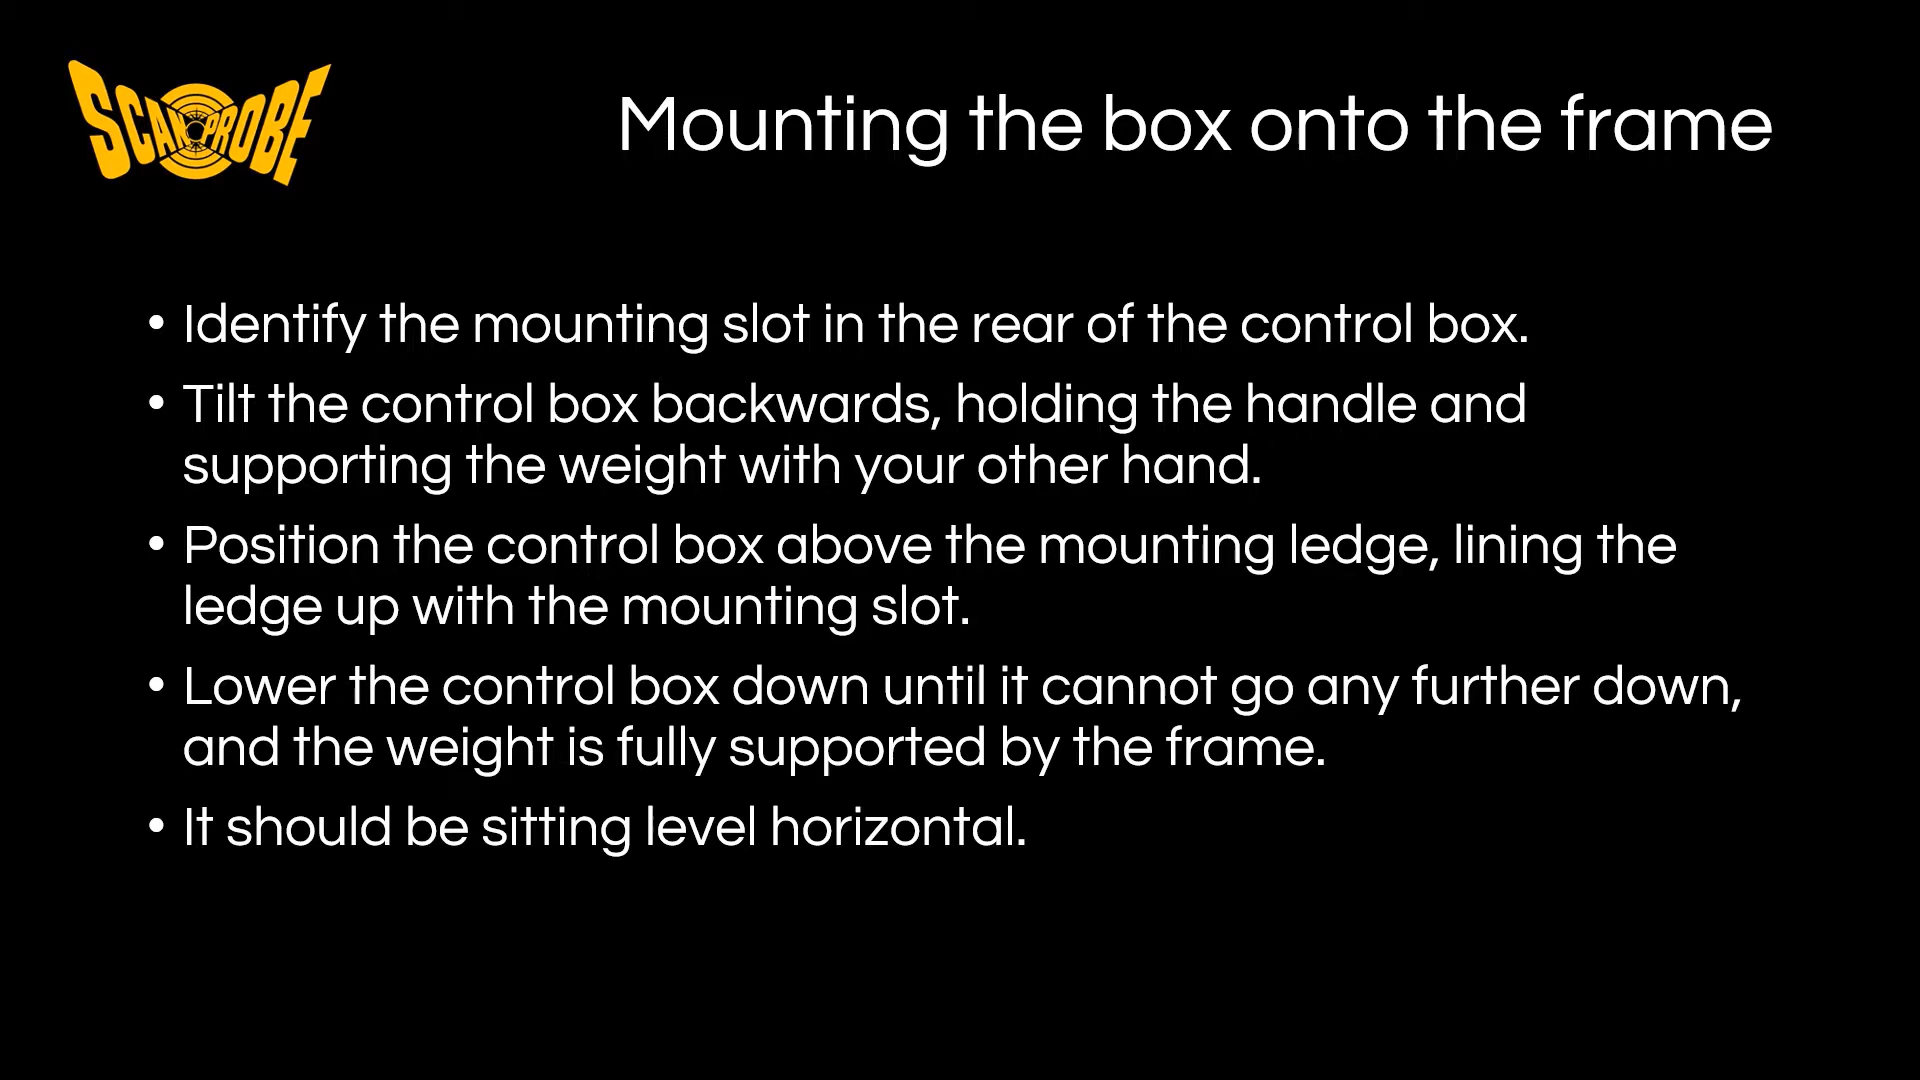 SCANPROBE
Mounting the box onto the frame
• Identify the mounting slot in the rear of the control box.
• Tilt the control box backwards, holding the handle and
supporting the weight with your other hand.
• Position the control box above the mounting ledge, lining the
ledge up with the mounting slot.
• Lower the control box down until it cannot go any further down,
and the weight is fully supported by the frame.
• It should be sitting level horizontal.